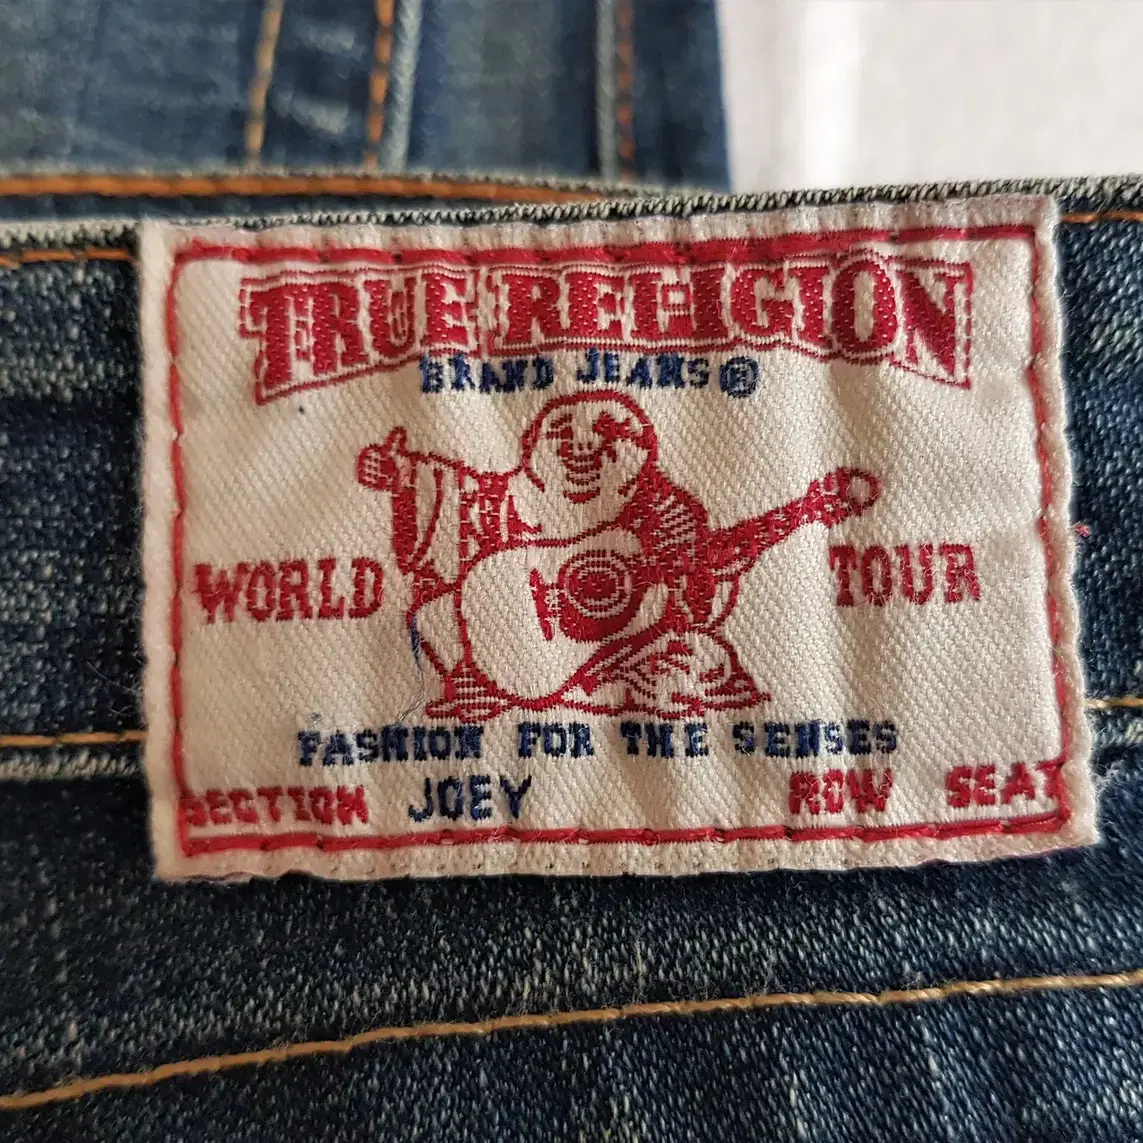 TRUE RELIGION
BRAND JEANS®
WORLD TOUR
FASHION FOR THE SENSES
SECTION JOEY ROW SEAT